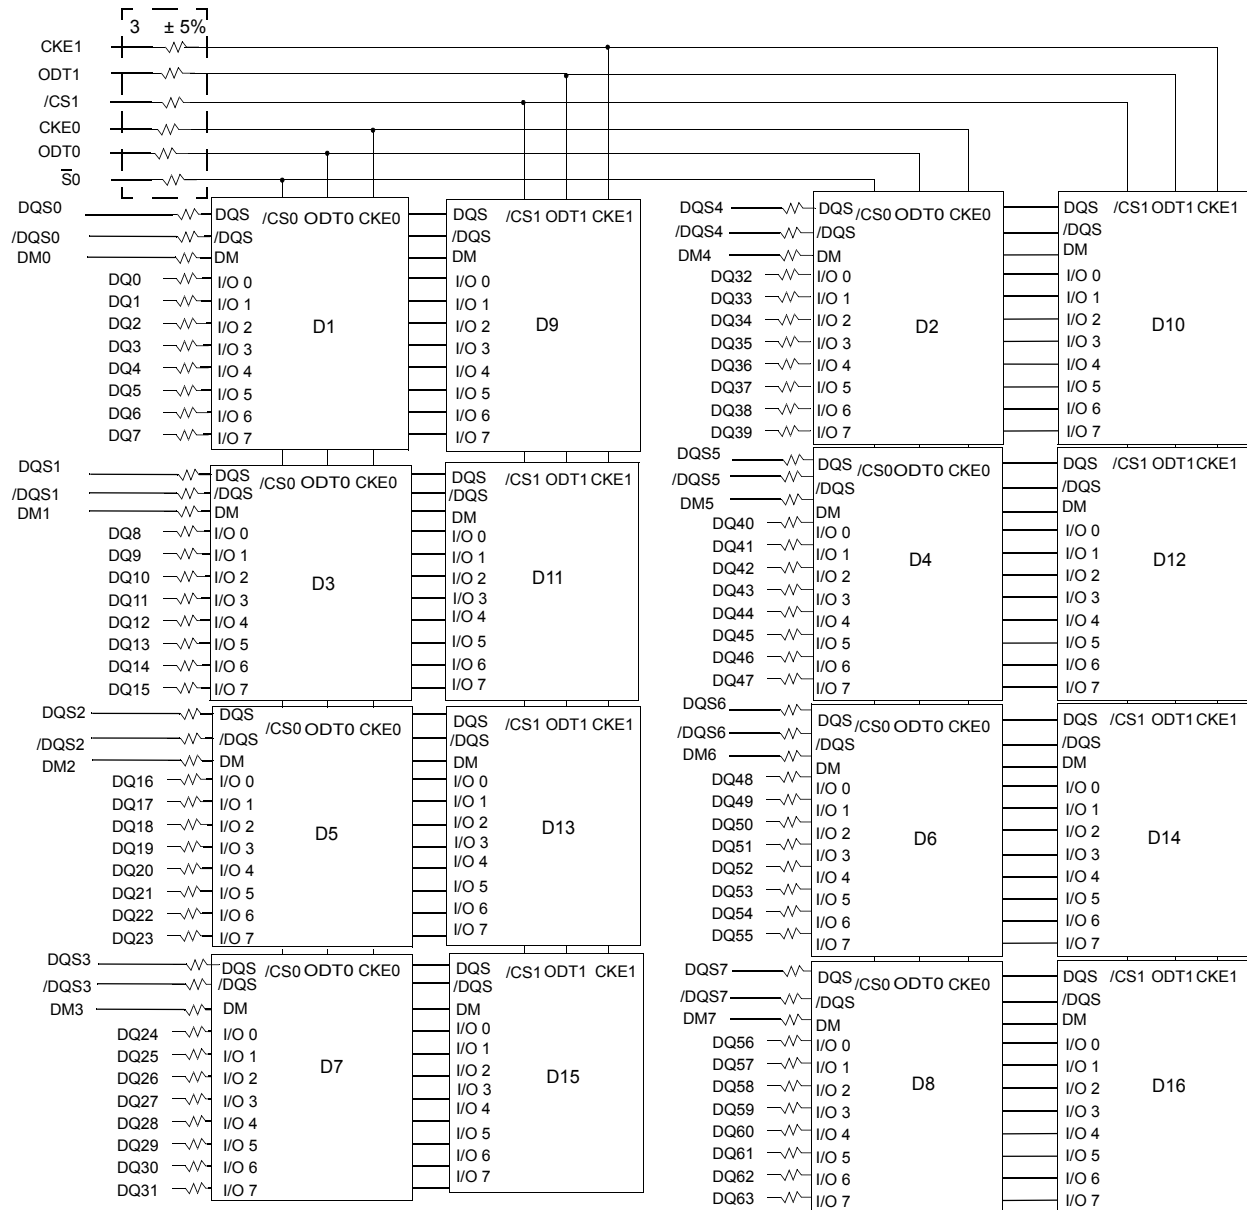 3 ± 5%
CKE1
ODT1
/CS1
CKE0
ODT0
S̅0
DQS0 DQS /CS0 ODT0 CKE0 DQS /CS1 ODT1 CKE1
/DQS0 /DQS /DQS
DM0 DM DM
DQ0 I/O 0 I/O 0
DQ1 I/O 1 I/O 1
DQ2 I/O 2 D1 I/O 2 D9
DQ3 I/O 3 I/O 3
DQ4 I/O 4 I/O 4
DQ5 I/O 5 I/O 5
DQ6 I/O 6 I/O 6
DQ7 I/O 7 I/O 7
DQS4 DQS /CS0 ODT0 CKE0 DQS /CS1 ODT1 CKE1
/DQS4 /DQS /DQS
DM4 DM DM
DQ32 I/O 0 I/O 0
DQ33 I/O 1 I/O 1
DQ34 I/O 2 D2 I/O 2 D10
DQ35 I/O 3 I/O 3
DQ36 I/O 4 I/O 4
DQ37 I/O 5 I/O 5
DQ38 I/O 6 I/O 6
DQ39 I/O 7 I/O 7
DQS1 DQS /CS0 ODT0 CKE0 DQS /CS1 ODT1 CKE1
/DQS1 /DQS /DQS
DM1 DM DM
DQ8 I/O 0 I/O 0
DQ9 I/O 1 I/O 1
DQ10 I/O 2 D3 I/O 2 D11
DQ11 I/O 3 I/O 3
DQ12 I/O 4 I/O 4
DQ13 I/O 5 I/O 5
DQ14 I/O 6 I/O 6
DQ15 I/O 7 I/O 7
DQS5 DQS /CS0 ODT0 CKE0 DQS /CS1 ODT1 CKE1
/DQS5 /DQS /DQS
DM5 DM DM
DQ40 I/O 0 I/O 0
DQ41 I/O 1 I/O 1
DQ42 I/O 2 D4 I/O 2 D12
DQ43 I/O 3 I/O 3
DQ44 I/O 4 I/O 4
DQ45 I/O 5 I/O 5
DQ46 I/O 6 I/O 6
DQ47 I/O 7 I/O 7
DQS2 DQS /CS0 ODT0 CKE0 DQS /CS1 ODT1 CKE1
/DQS2 /DQS /DQS
DM2 DM DM
DQ16 I/O 0 I/O 0
DQ17 I/O 1 I/O 1
DQ18 I/O 2 D5 I/O 2 D13
DQ19 I/O 3 I/O 3
DQ20 I/O 4 I/O 4
DQ21 I/O 5 I/O 5
DQ22 I/O 6 I/O 6
DQ23 I/O 7 I/O 7
DQS6 DQS /CS0 ODT0 CKE0 DQS /CS1 ODT1 CKE1
/DQS6 /DQS /DQS
DM6 DM DM
DQ48 I/O 0 I/O 0
DQ49 I/O 1 I/O 1
DQ50 I/O 2 D6 I/O 2 D14
DQ51 I/O 3 I/O 3
DQ52 I/O 4 I/O 4
DQ53 I/O 5 I/O 5
DQ54 I/O 6 I/O 6
DQ55 I/O 7 I/O 7
DQS3 DQS /CS0 ODT0 CKE0 DQS /CS1 ODT1 CKE1
/DQS3 /DQS /DQS
DM3 DM DM
DQ24 I/O 0 I/O 0
DQ25 I/O 1 I/O 1
DQ26 I/O 2 D7 I/O 2 D15
DQ27 I/O 3 I/O 3
DQ28 I/O 4 I/O 4
DQ29 I/O 5 I/O 5
DQ30 I/O 6 I/O 6
DQ31 I/O 7 I/O 7
DQS7 DQS /CS0 ODT0 CKE0 DQS /CS1 ODT1 CKE1
/DQS7 /DQS /DQS
DM7 DM DM
DQ56 I/O 0 I/O 0
DQ57 I/O 1 I/O 1
DQ58 I/O 2 D8 I/O 2 D16
DQ59 I/O 3 I/O 3
DQ60 I/O 4 I/O 4
DQ61 I/O 5 I/O 5
DQ62 I/O 6 I/O 6
DQ63 I/O 7 I/O 7